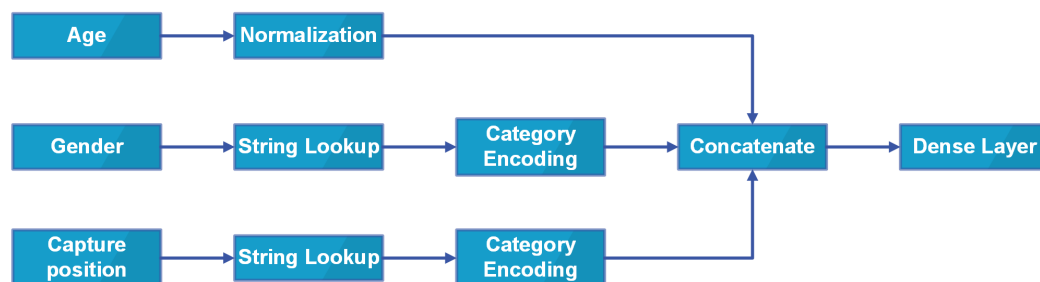 Age
Normalization
Gender
String Lookup
Category
Encoding
Concatenate
Dense Layer
Capture
position
String Lookup
Category
Encoding